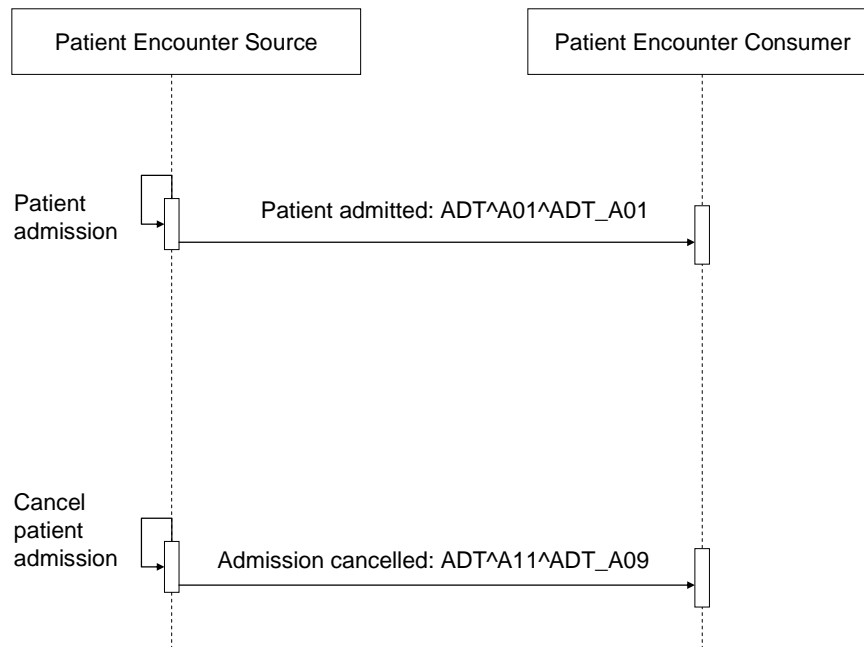 Patient Encounter Source
Patient Encounter Consumer
Patient
admission
Patient admitted: ADT^A01^ADT_A01
Cancel
patient
admission
Admission cancelled: ADT^A11^ADT_A09